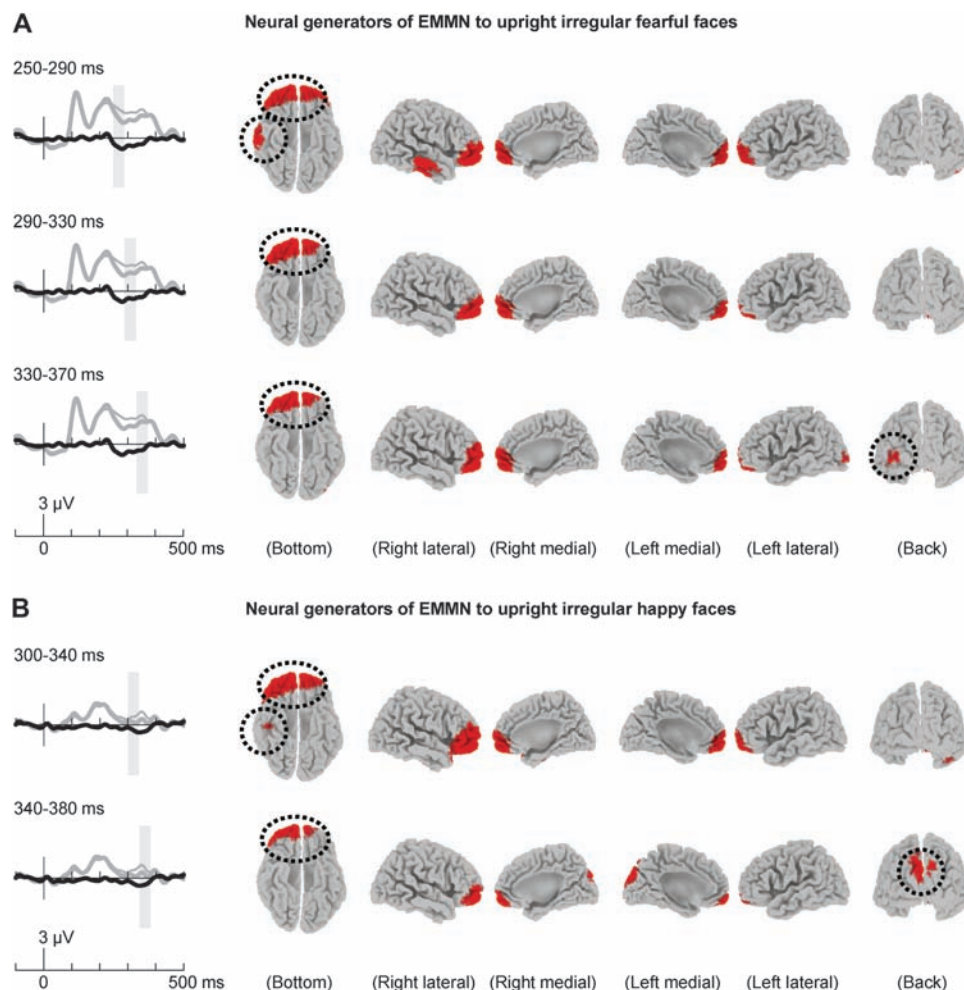 A
Neural generators of EMMN to upright irregular fearful faces
250-290 ms
290-330 ms
330-370 ms
3 µV
0
500 ms
(Bottom)
(Right lateral)
(Right medial)
(Left medial)
(Left lateral)
(Back)
B
Neural generators of EMMN to upright irregular happy faces
300-340 ms
340-380 ms
3 µV
0
500 ms
(Bottom)
(Right lateral)
(Right medial)
(Left medial)
(Left lateral)
(Back)